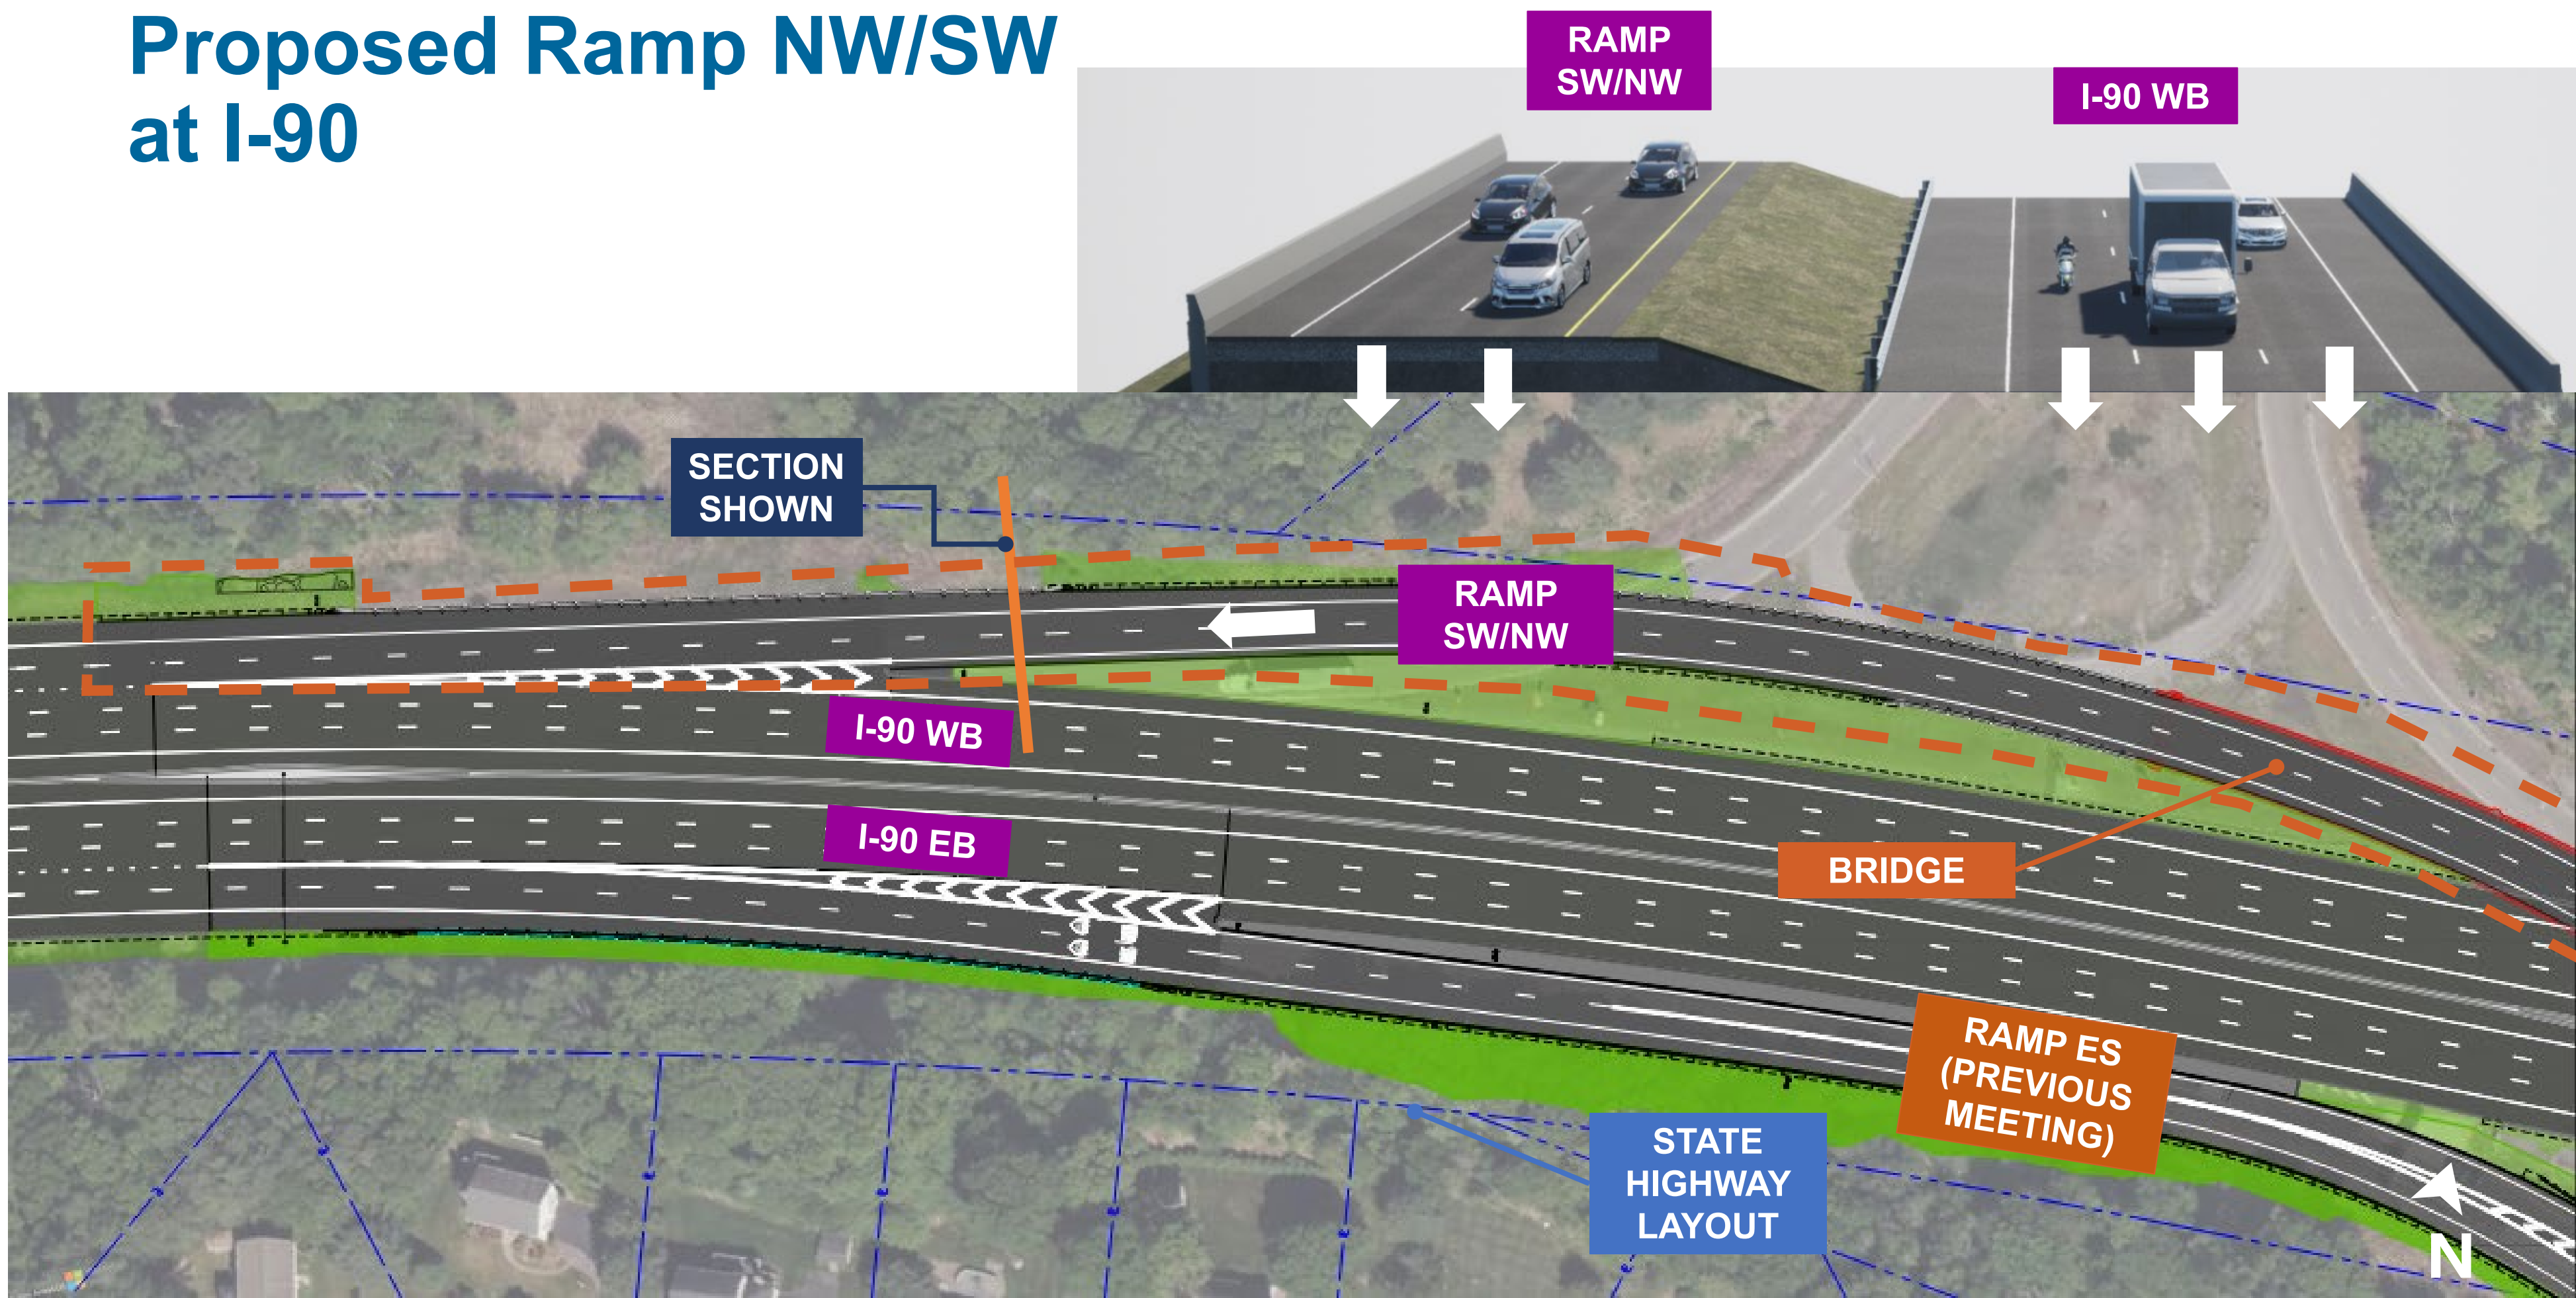 Proposed Ramp NW/SW
at I-90
RAMP
SW/NW
I-90 WB
SECTION
SHOWN
RAMP
SW/NW
I-90 WB
I-90 EB
BRIDGE
RAMP ES
(PREVIOUS
MEETING)
STATE
HIGHWAY
LAYOUT
N